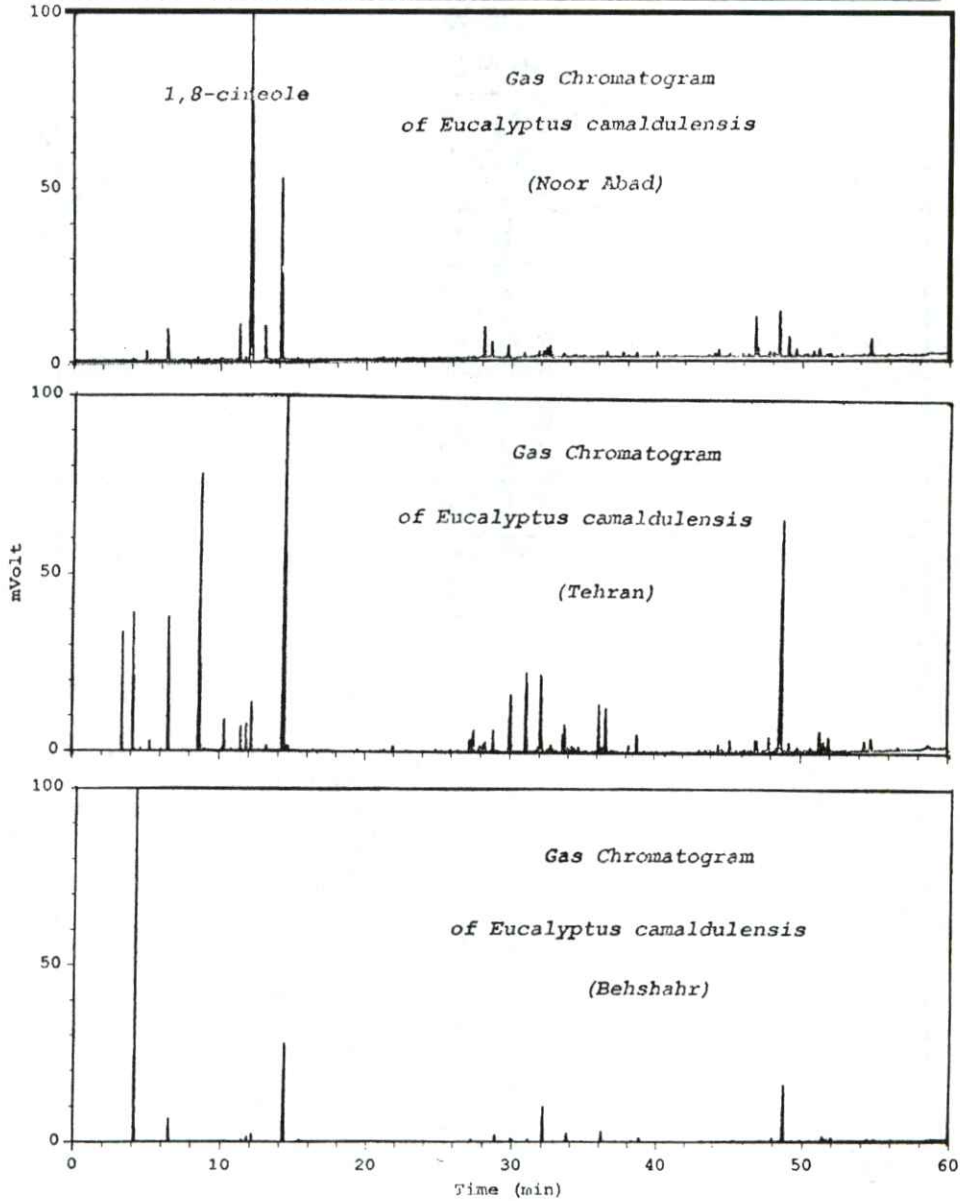 100
1,8-cineole
Gas Chromatogram
of Eucalyptus camaldulensis
(Noor Abad)
50
0
60
100
Gas Chromatogram
of Eucalyptus camaldulensis
(Tehran)
50
mVolt
0
60
100
Gas Chromatogram
of Eucalyptus camaldulensis
(Behshahr)
50
0
0 10 20 30 40 50 60
Time (min)